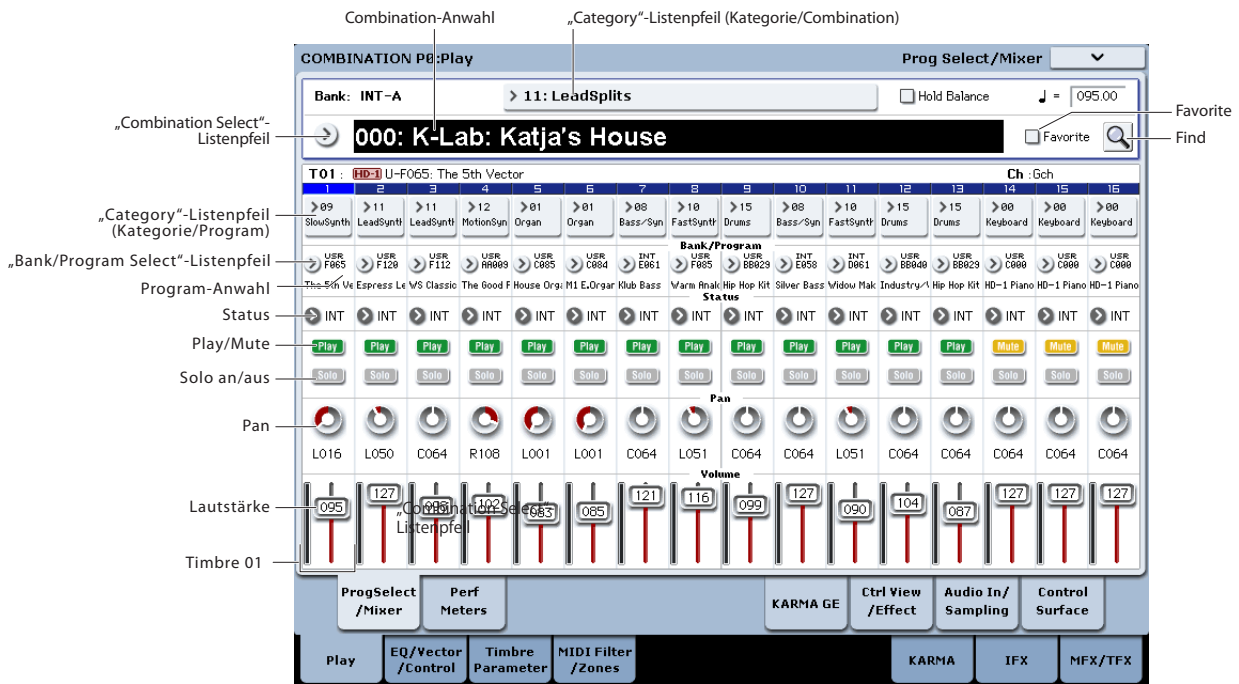 Combination-Anwahl
„Category“-Listenpfeil (Kategorie/Combination)
COMBINATION P0:Play
Prog Select/Mixer
Bank: INT-A
11: LeadSplits
Hold Balance
= 095.00
Favorite
„Combination Select“-
Listenpfeil
000: K-Lab: Katja's House
Favorite
Find
T01 : HD-1 U-F065: The 5th Vector
Ch :Gch
1 2 3 4 5 6 7 8 9 10 11 12 13 14 15 16
„Category“-Listenpfeil
(Kategorie/Program)
09 11 11 12 01 01 08 10 15 08 10 15 15 00 00 00
SlowSynth LeadSynth LeadSynth MotionSyn Organ Organ Bass/Syn FastSynth Drums Bass/Syn FastSynth Drums Drums Keyboard Keyboard Keyboard
Bank/Program
„Bank/Program Select“-Listenpfeil
USR USR USR USR USR USR INT USR USR INT INT USR USR USR USR USR
F065 F120 F112 AA009 C085 C084 E061 F085 BB029 E058 D061 BB040 BB029 C000 C000 C000
Program-Anwahl
The 5th Ve Espress Le WS Classic The Good F House Orga M1 E.Organ Klub Bass Warm Analo Hip Hop Kit Silver Bass Widow Mak Industry/ Hip Hop Kit HD-1 Piano HD-1 Piano HD-1 Piano
Status
Status
INT INT INT INT INT INT INT INT INT INT INT INT INT INT INT INT
Play/Mute
Play Play Play Play Play Play Play Play Play Play Play Play Play Mute Mute Mute
Solo an/aus
Solo Solo Solo Solo Solo Solo Solo Solo Solo Solo Solo Solo Solo Solo Solo Solo
Pan
Pan
L016 L050 C064 R108 L001 L001 C064 L051 C064 C064 L051 C064 C064 C064 C064 C064
Volume
Lautstärke
095 127 099 102 083 085 121 116 099 127 090 104 087 127 127 127
„Combination-Select“-
Listenpfeil
Timbre 01
ProgSelect
/Mixer
Perf
Meters
KARMA GE
Ctrl View
/Effect
Audio In/
Sampling
Control
Surface
Play
EQ/Vector
/Control
Timbre
Parameter
MIDI Filter
/Zones
KARMA
IFX
MFX/TFX